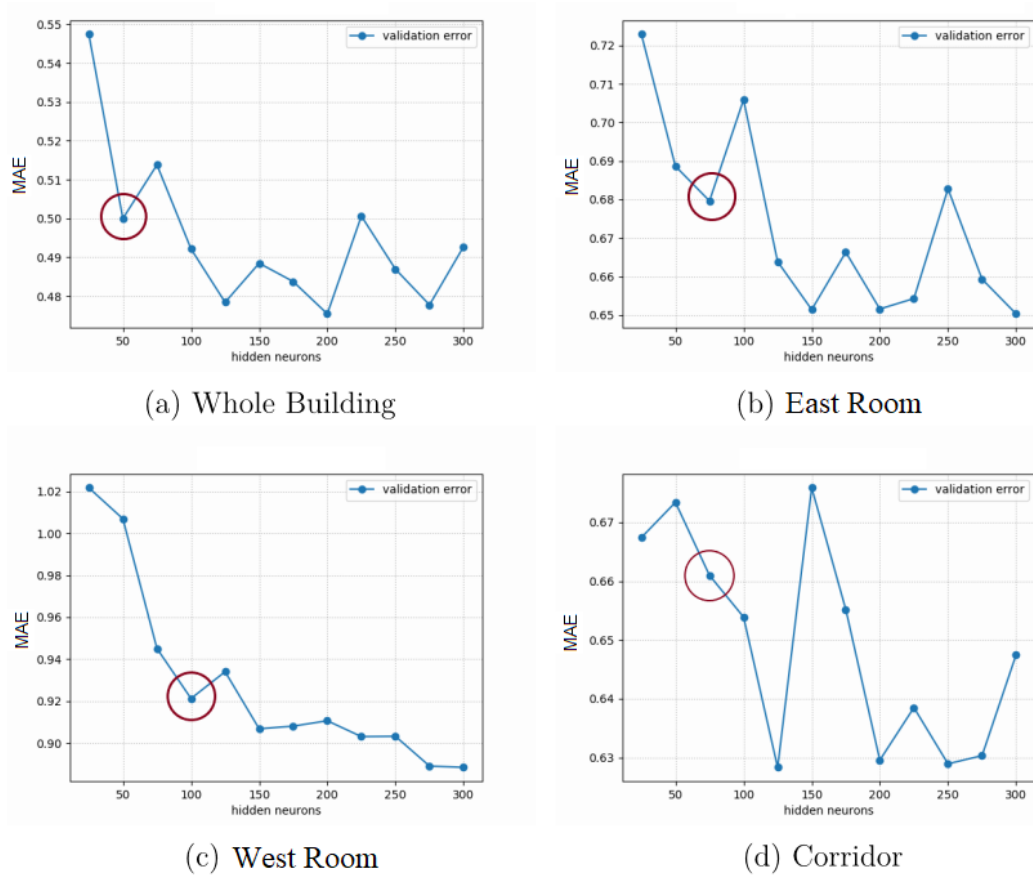 0.55
0.54
0.53
0.52
0.51
0.50
0.49
0.48
MAE
validation error
50 100 150 200 250 300
hidden neurons
(a) Whole Building
0.72
0.71
0.70
0.69
0.68
0.67
0.66
0.65
MAE
validation error
50 100 150 200 250 300
hidden neurons
(b) East Room
1.02
1.00
0.98
0.96
0.94
0.92
0.90
MAE
validation error
50 100 150 200 250 300
hidden neurons
(c) West Room
0.67
0.66
0.65
0.64
0.63
MAE
validation error
50 100 150 200 250 300
hidden neurons
(d) Corridor